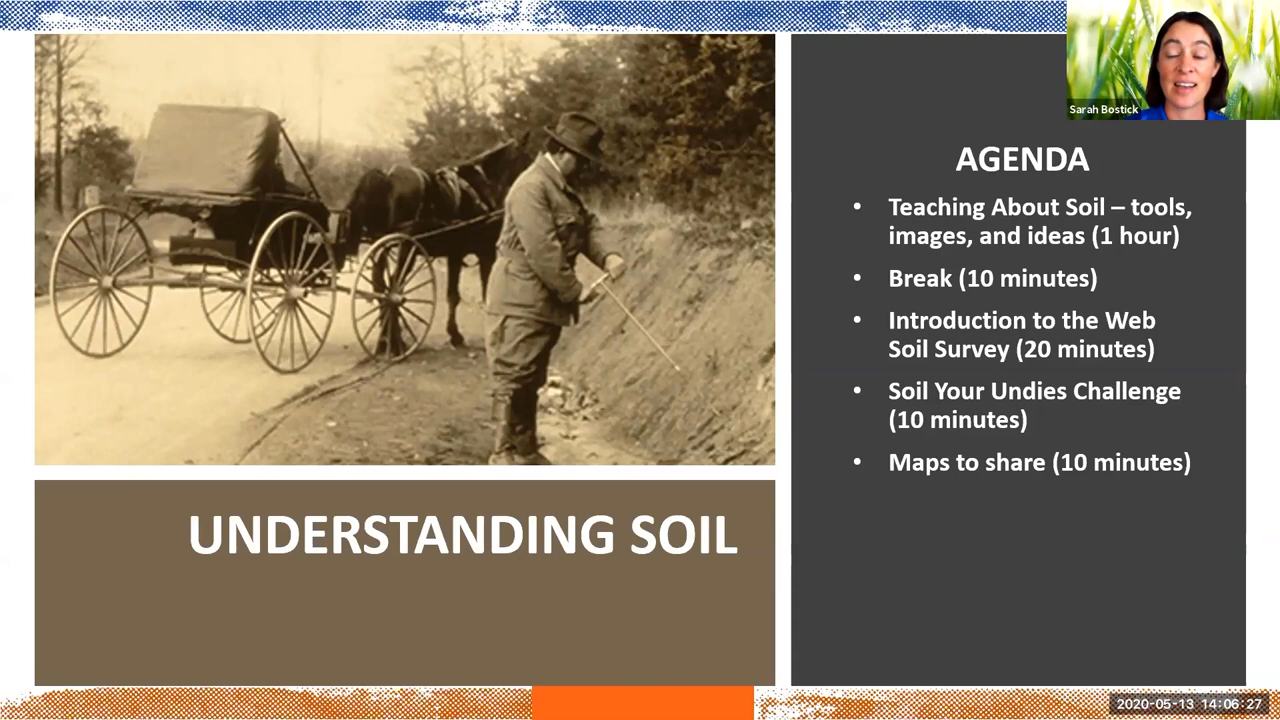 Sarah Bostick
AGENDA
• Teaching About Soil – tools,
images, and ideas (1 hour)
• Break (10 minutes)
• Introduction to the Web
Soil Survey (20 minutes)
• Soil Your Undies Challenge
(10 minutes)
• Maps to share (10 minutes)
UNDERSTANDING SOIL
2020-05-13 14:06:27